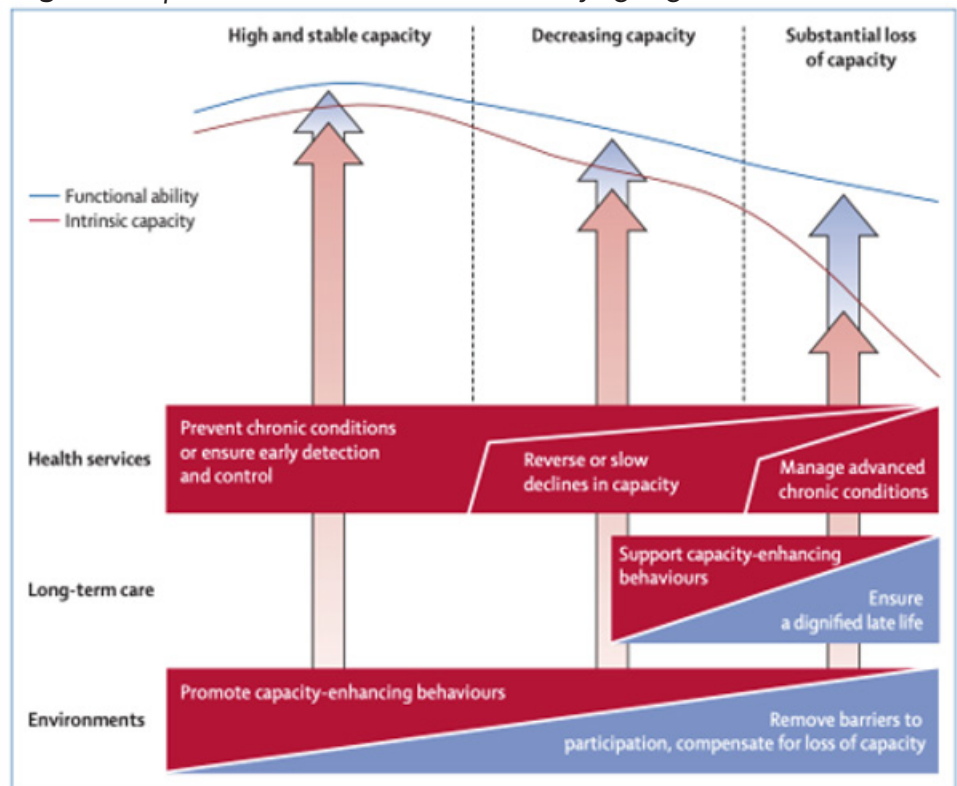 High and stable capacity
Decreasing capacity
Substantial loss
of capacity
Functional ability
Intrinsic capacity
Health services
Prevent chronic conditions
or ensure early detection
and control
Reverse or slow
declines in capacity
Manage advanced
chronic conditions
Long-term care
Support capacity-enhancing
behaviours
Ensure
a dignified late life
Environments
Promote capacity-enhancing behaviours
Remove barriers to
participation, compensate for loss of capacity